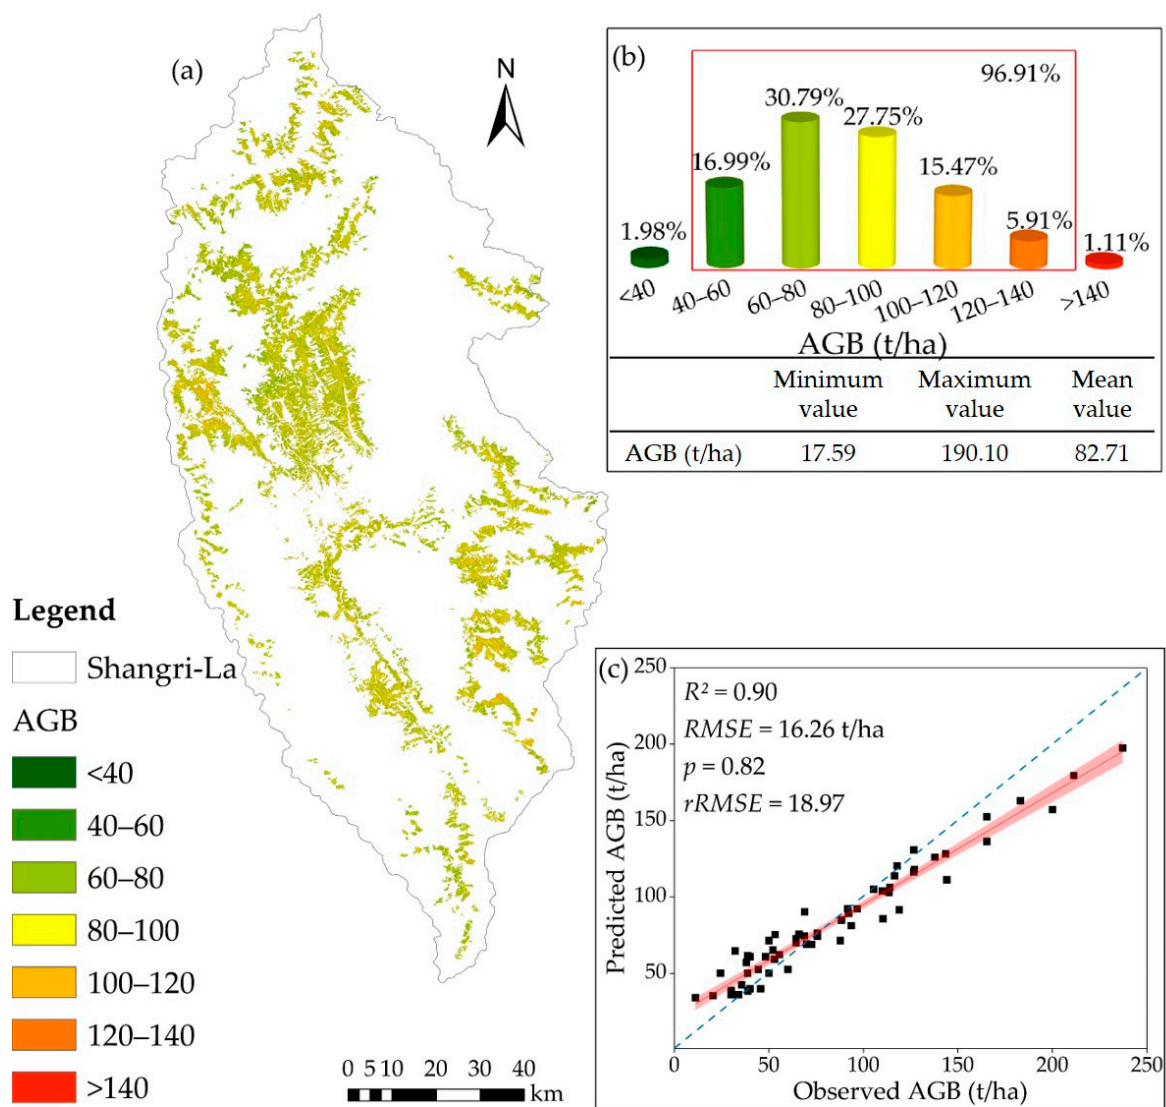 (a)
N
Legend
Shangri-La
AGB
<40
40–60
60–80
80–100
100–120
120–140
>140
0 5 10 20 30 40
km
(b)
96.91%
1.98%
16.99%
30.79%
27.75%
15.47%
5.91%
1.11%
<40
40–60
60–80
80–100
100–120
120–140
>140
AGB (t/ha)
Minimum Maximum Mean
value value value
AGB (t/ha) 17.59 190.10 82.71
(c)
R² = 0.90
RMSE = 16.26 t/ha
p = 0.82
rRMSE = 18.97
Predicted AGB (t/ha)
250
200
150
100
50
0 50 100 150 200 250
Observed AGB (t/ha)